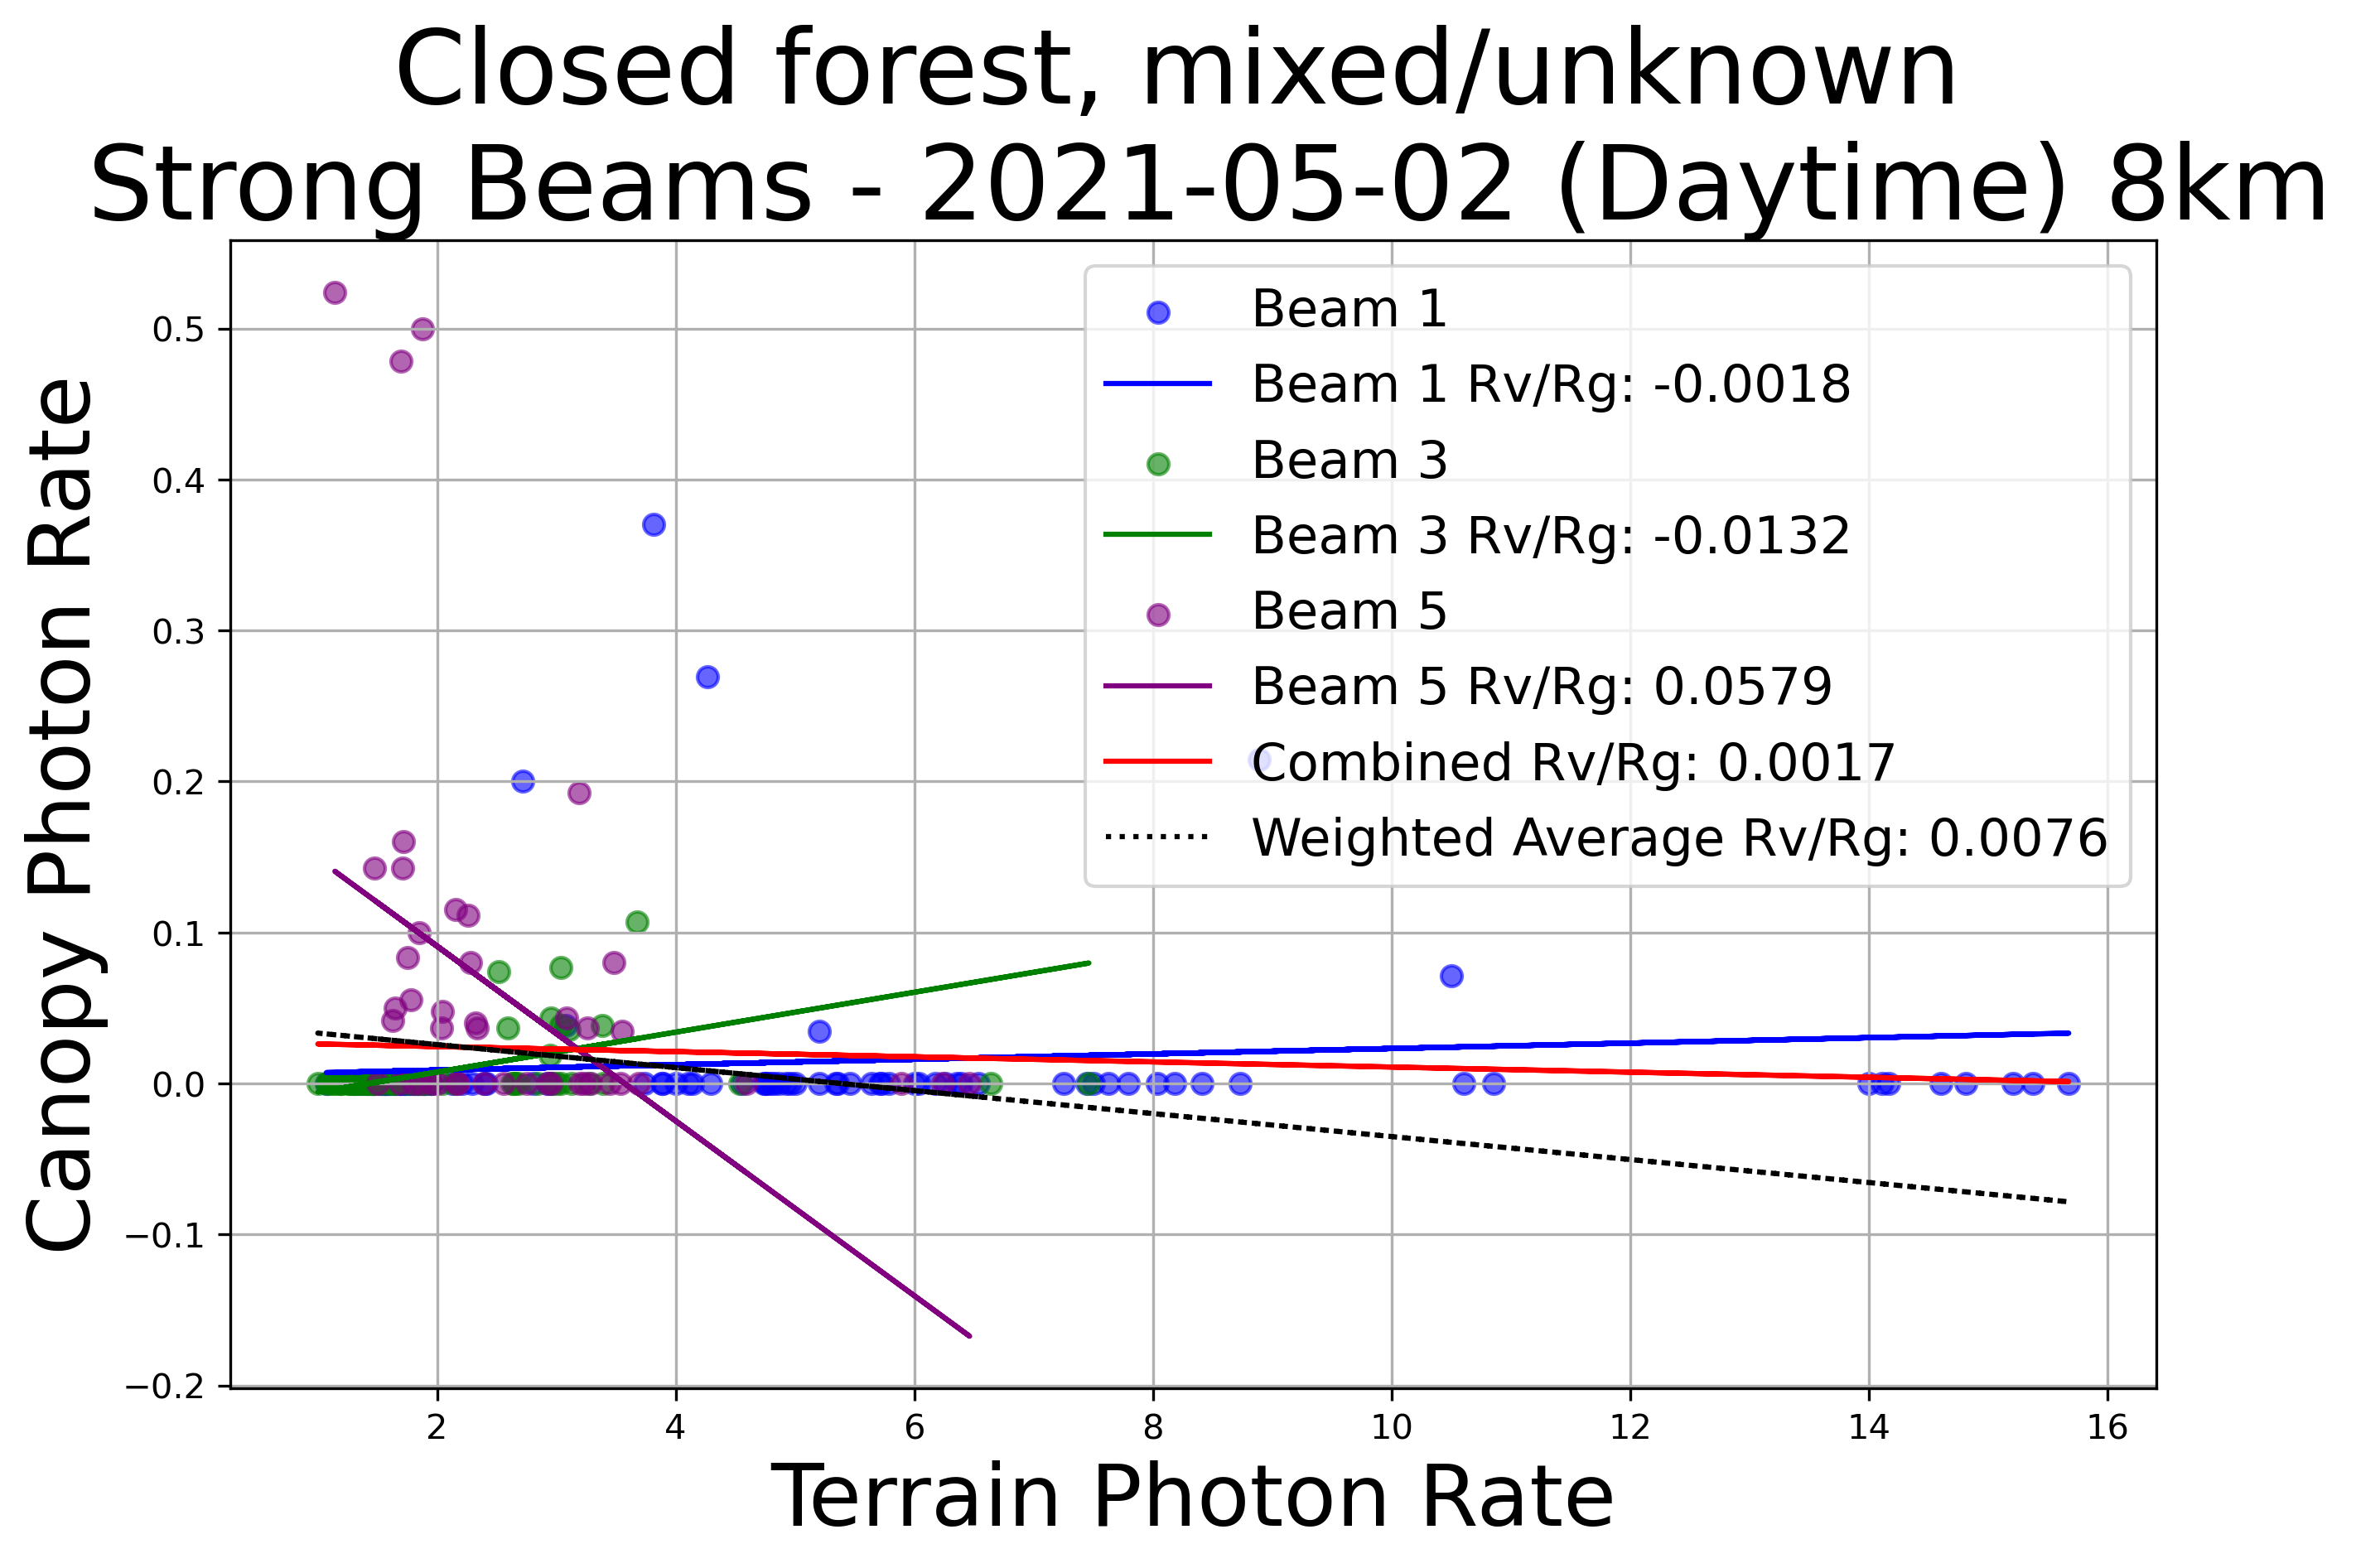 Closed forest, mixed/unknown
Strong Beams - 2021-05-02 (Daytime) 8km
Canopy Photon Rate
0.5
0.4
0.3
0.2
0.1
0.0
−0.1
−0.2
Beam 1
Beam 1 Rv/Rg: -0.0018
Beam 3
Beam 3 Rv/Rg: -0.0132
Beam 5
Beam 5 Rv/Rg: 0.0579
Combined Rv/Rg: 0.0017
Weighted Average Rv/Rg: 0.0076
2 4 6 8 10 12 14 16
Terrain Photon Rate